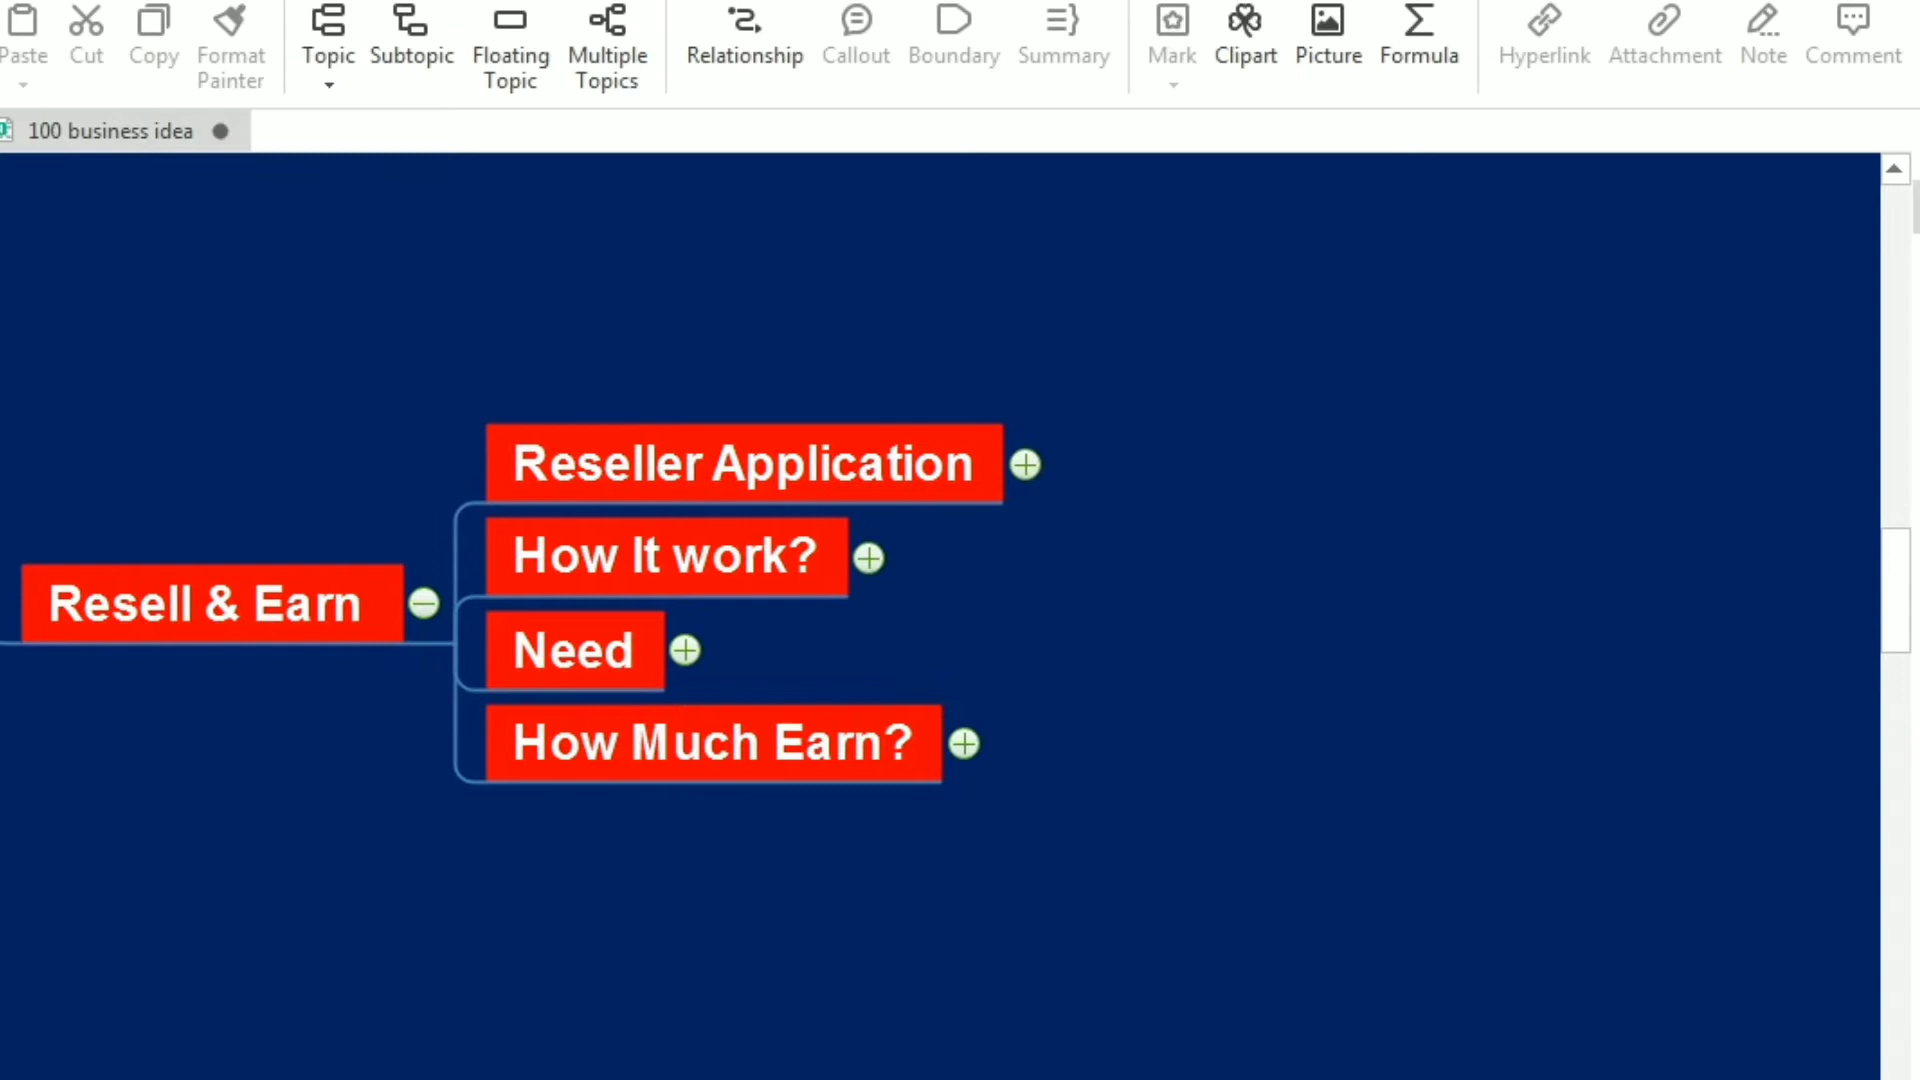 Paste
Cut
Copy
Format
Painter
Topic
Subtopic
Floating
Topic
Multiple
Topics
Relationship
Callout
Boundary
Summary
Mark
Clipart
Picture
Formula
Hyperlink
Attachment
Note
Comment
100 business idea
Reseller Application
How It work?
Resell & Earn
Need
How Much Earn?